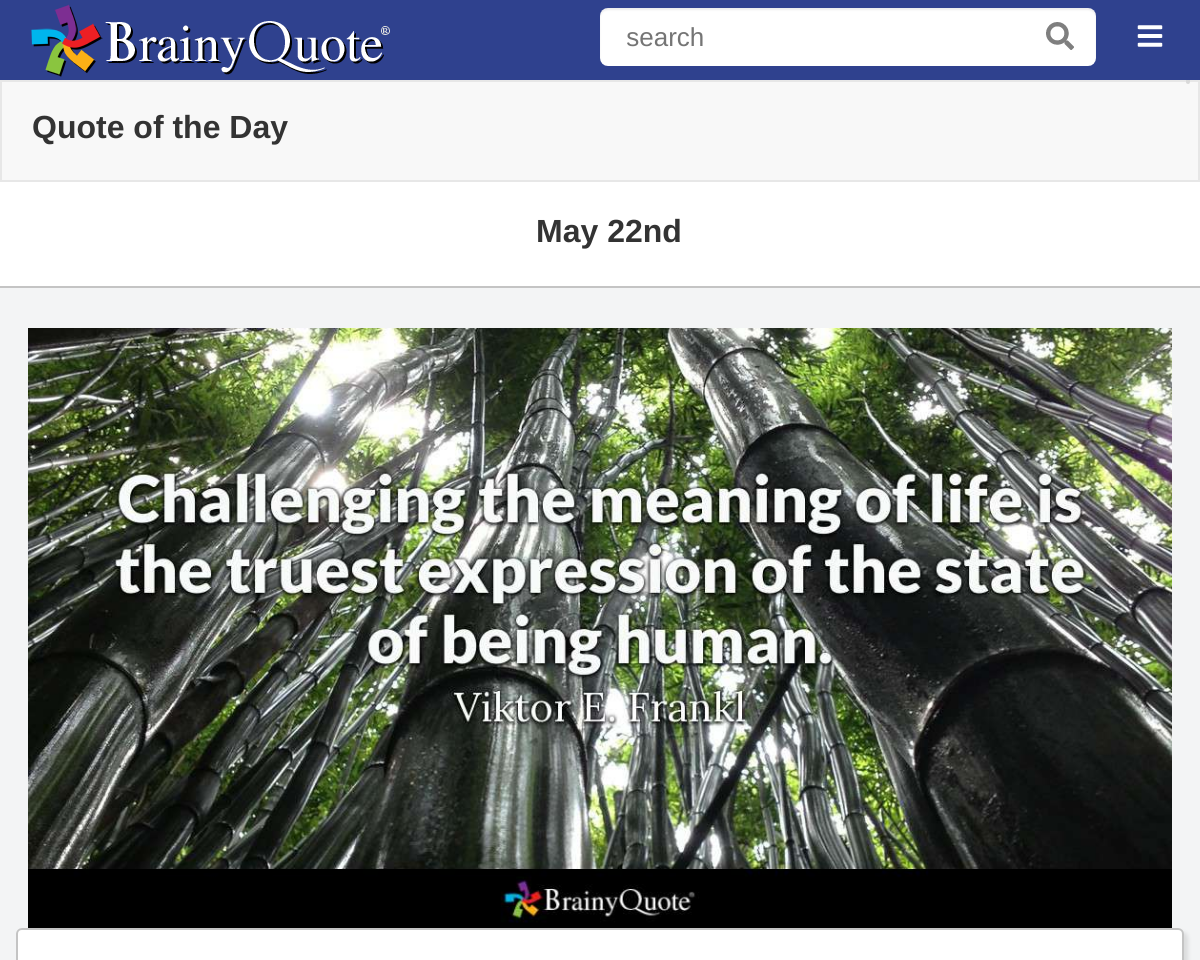 BrainyQuote®
search
Quote of the Day
May 22nd
Challenging the meaning of life is
the truest expression of the state
of being human.
Viktor E. Frankl
BrainyQuote®